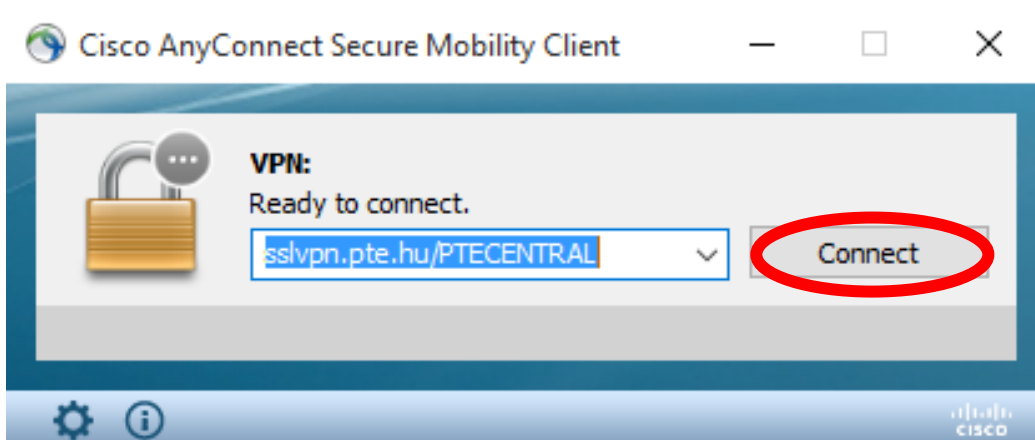 Cisco AnyConnect Secure Mobility Client
VPN:
Ready to connect.
sslvpn.pte.hu/PTECENTRAL
Connect
CISCO